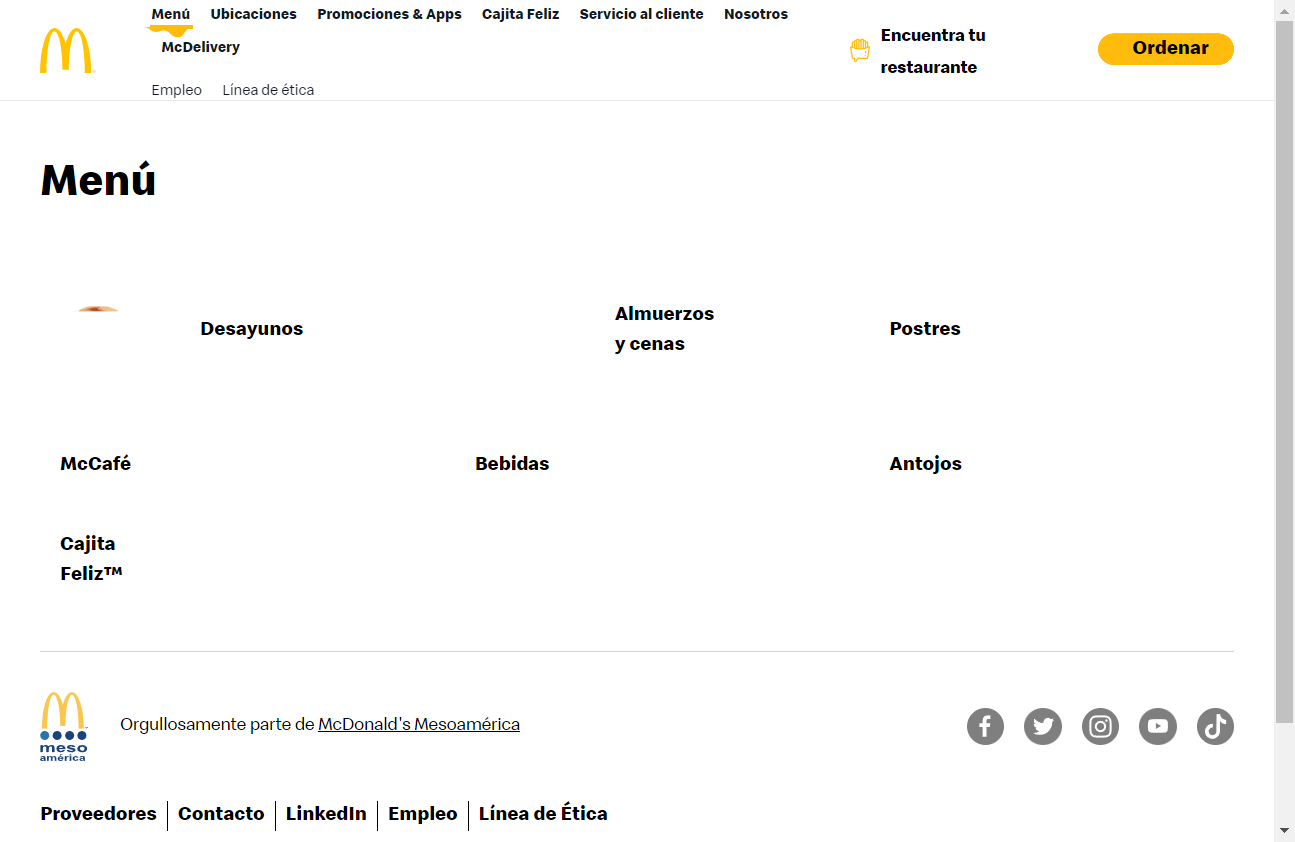 Menú Ubicaciones Promociones & Apps Cajita Feliz Servicio al cliente Nosotros
McDelivery
Empleo Línea de ética
Encuentra tu
restaurante
Ordenar
Menú
Desayunos
Almuerzos
y cenas
Postres
McCafé
Bebidas
Antojos
Cajita
Feliz™
meso
américa
Orgullosamente parte de McDonald's Mesoamérica
Proveedores Contacto LinkedIn Empleo Línea de Ética